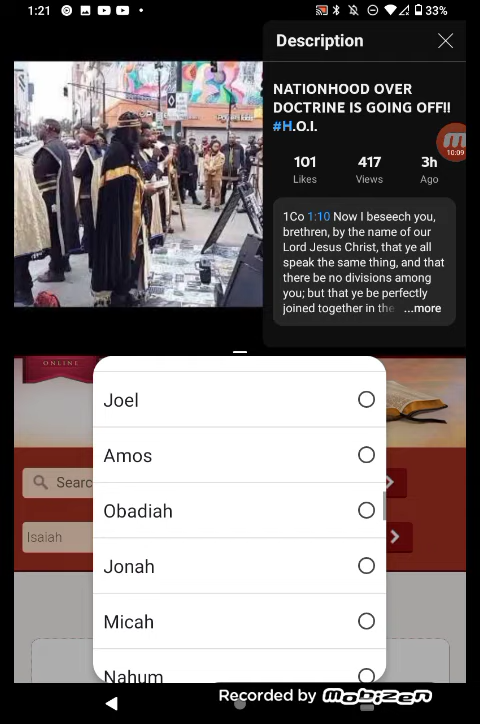 1:21
33%
Description
NATIONHOOD OVER
DOCTRINE IS GOING OFF!!
#H.O.I.
10:09
101 417 3h
Likes Views Ago
1Co 1:10 Now I beseech you,
brethren, by the name of our
Lord Jesus Christ, that ye all
speak the same thing, and that
there be no divisions among
you; but that ye be perfectly
joined together in the ...more
ONLINE
Joel
Amos
Searc
Obadiah
Isaiah
Jonah
Micah
Nahum
Recorded by Mobizen